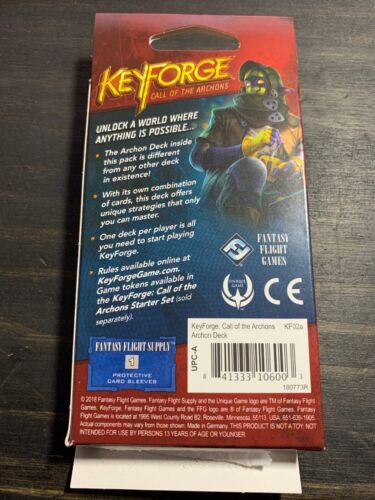 KEYFORGE
CALL OF THE ARCHONS
UNLOCK A WORLD WHERE
ANYTHING IS POSSIBLE...
• The Archon Deck inside
this pack is different
from any other deck
in existence!
• With its own combination
of cards, this deck offers
unique strategies that only
you can master.
• One deck per player is all
you need to start playing
KeyForge.
• Rules available online at
KeyForgeGame.com.
Game tokens available in
the KeyForge: Call of the
Archons Starter Set (sold
separately).
FANTASY
FLIGHT
GAMES
UNIQUE GAME
CE
FANTASY FLIGHT SUPPLY™
1
PROTECTIVE
CARD SLEEVES
KeyForge: Call of the Archons KF02a
Archon Deck
UPC-A
8 41333 10600 3
180773R
© 2018 Fantasy Flight Games. Fantasy Flight Supply and the Unique Game logo are TM of Fantasy Flight Games.
KeyForge, Fantasy Flight Games and the FFG logo are ® of Fantasy Flight Games. Fantasy
Flight Games is located at 1995 West County Road B2, Roseville, Minnesota, 55113, USA, 651-639-1905.
Actual components may vary from those shown. Made in Germany. THIS PRODUCT IS NOT A TOY. NOT
INTENDED FOR USE BY PERSONS 13 YEARS OF AGE OR YOUNGER.